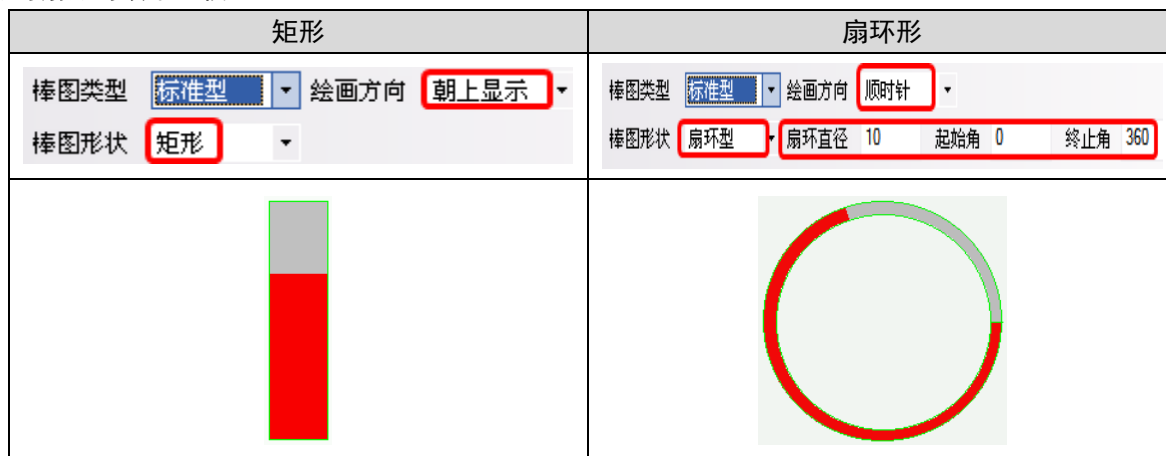 矩形
扇环形
棒图类型 标准型 绘画方向 朝上显示
棒图形状 矩形
棒图类型 标准型 绘画方向 顺时针
棒图形状 扇环型 扇环直径 10 起始角 0 终止角 360